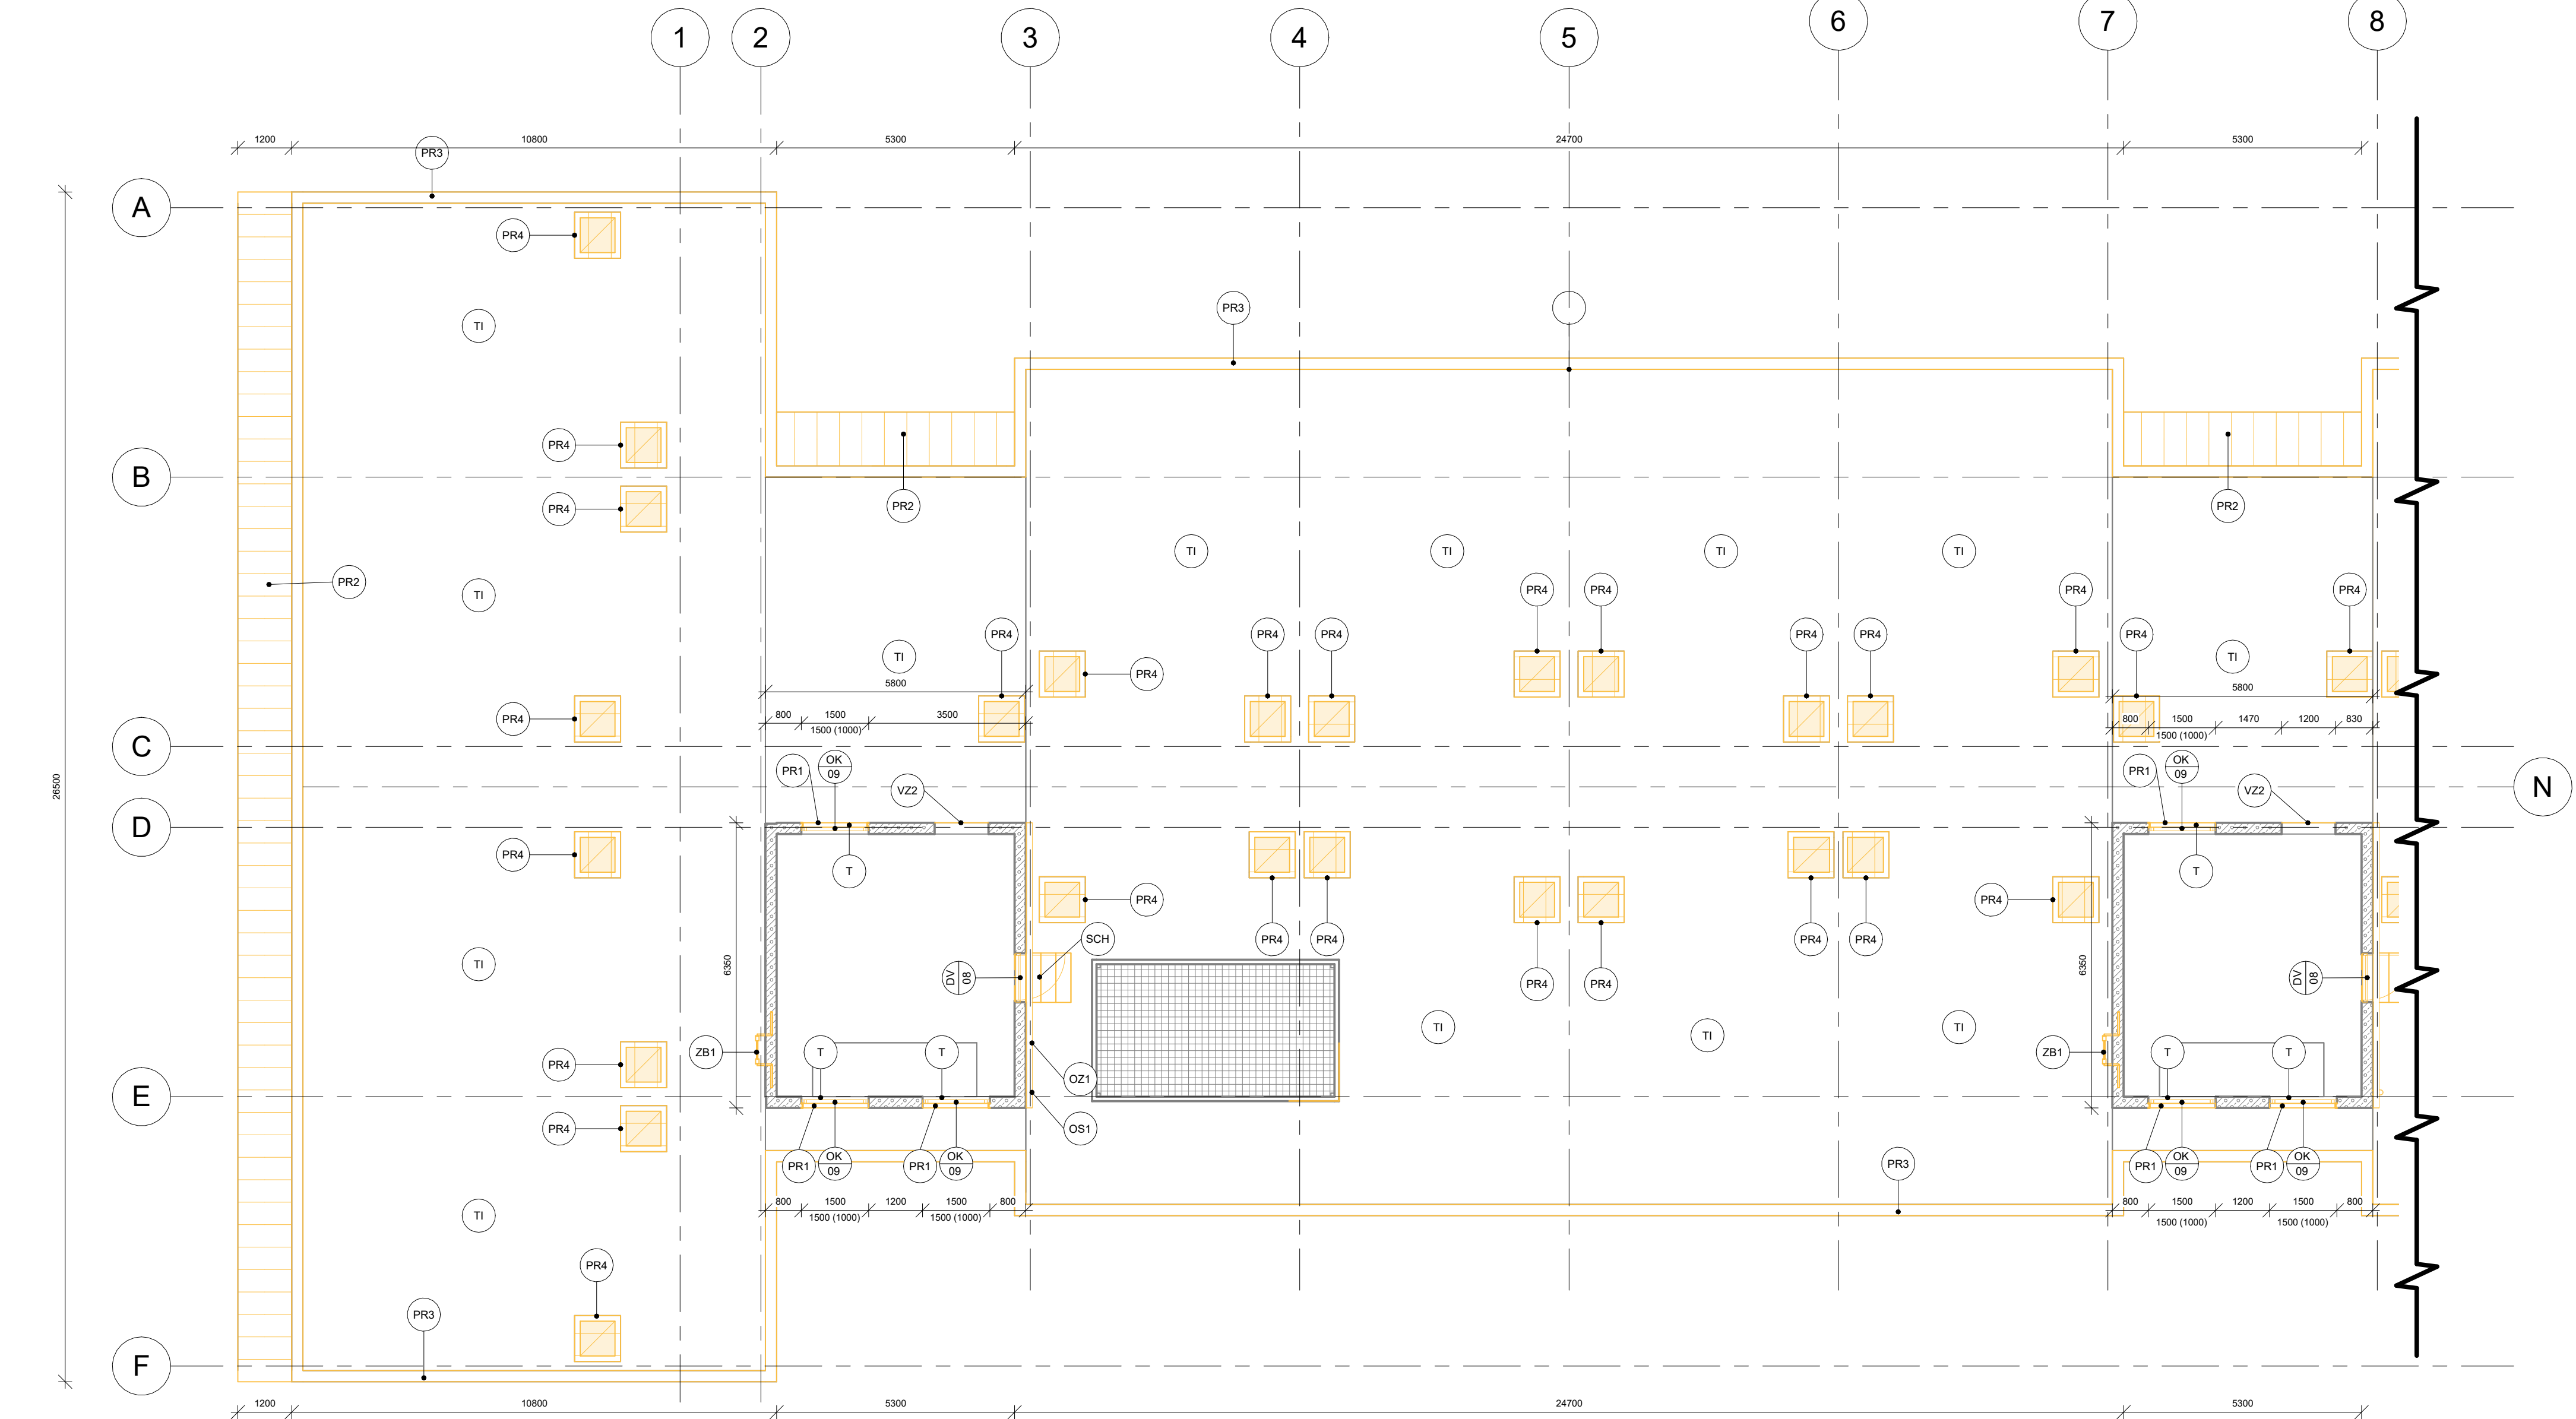 1 2 3 4 5 6 7 8
1200 10800 5300 24700 5300
PR3
A
PR4
PR3
TI
PR4
B
PR4 PR2 PR2
TI TI TI TI
PR2 PR4 PR4 PR4 PR4
TI
PR4 PR4 PR4 PR4 PR4 PR4
TI TI
PR4
5800 5800
PR4 800 1500 3500 800 1500 1470 1200 830
1500 (1000) 1500 (1000)
C
PR1 OK PR1 OK
09 09
26500 VZ2 VZ2 N
D
PR4
T T
PR4 PR4
SCH PR4 PR4 PR4 PR4
TI 6350 DV 6350 DV
08 08
PR4 PR4
TI TI TI
ZB1 T T ZB1 T T
PR4
OZ1
E
PR4 OS1
PR1 OK PR1 OK PR3 PR1 OK PR1 OK
09 09 09 09
800 1500 1200 1500 800 800 1500 1200 1500 800
TI 1500 (1000) 1500 (1000) 1500 (1000) 1500 (1000)
PR4
PR3
F
1200 10800 5300 24700 5300